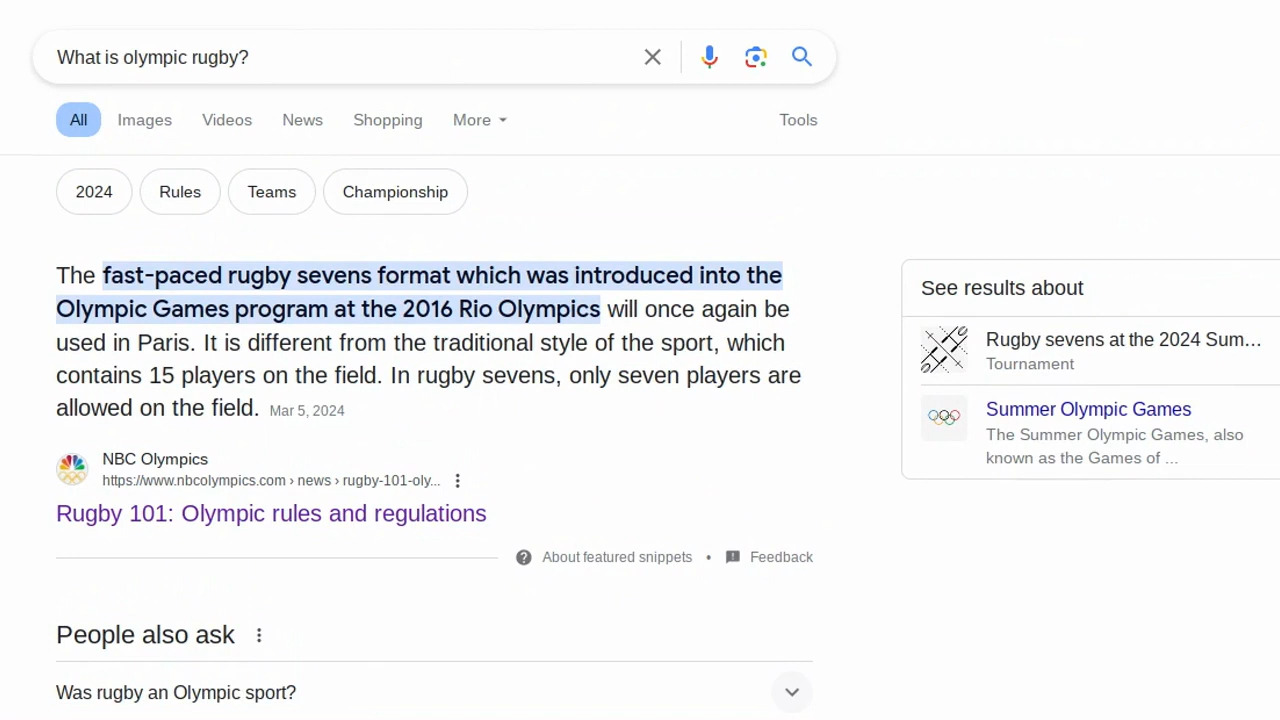 What is olympic rugby?
All Images Videos News Shopping More Tools
2024 Rules Teams Championship
The fast-paced rugby sevens format which was introduced into the
Olympic Games program at the 2016 Rio Olympics will once again be
used in Paris. It is different from the traditional style of the sport, which
contains 15 players on the field. In rugby sevens, only seven players are
allowed on the field. Mar 5, 2024
NBC Olympics
https://www.nbcolympics.com › news › rugby-101-oly...
Rugby 101: Olympic rules and regulations
About featured snippets • Feedback
People also ask
Was rugby an Olympic sport?
See results about
Rugby sevens at the 2024 Sum...
Tournament
Summer Olympic Games
The Summer Olympic Games, also
known as the Games of ...